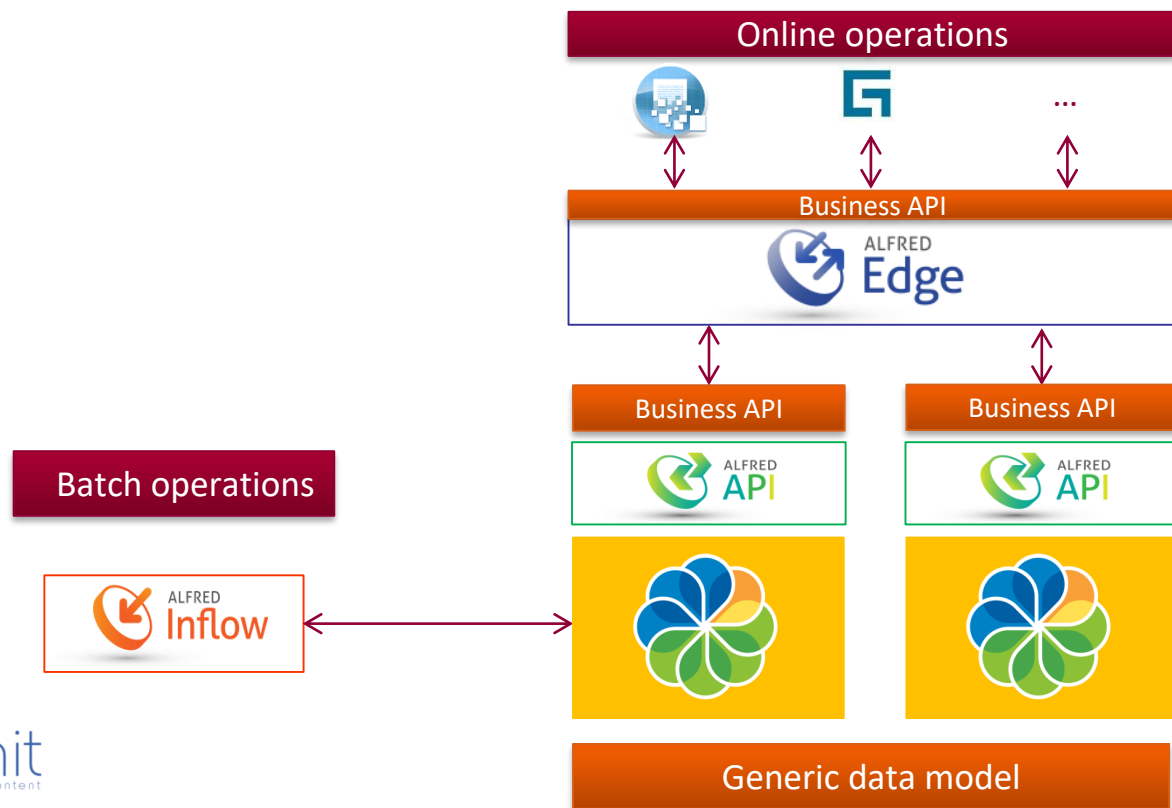 Online operations
...
Business API
ALFRED
Edge
Business API
Business API
ALFRED
API
ALFRED
API
Batch operations
ALFRED
Inflow
Generic data model